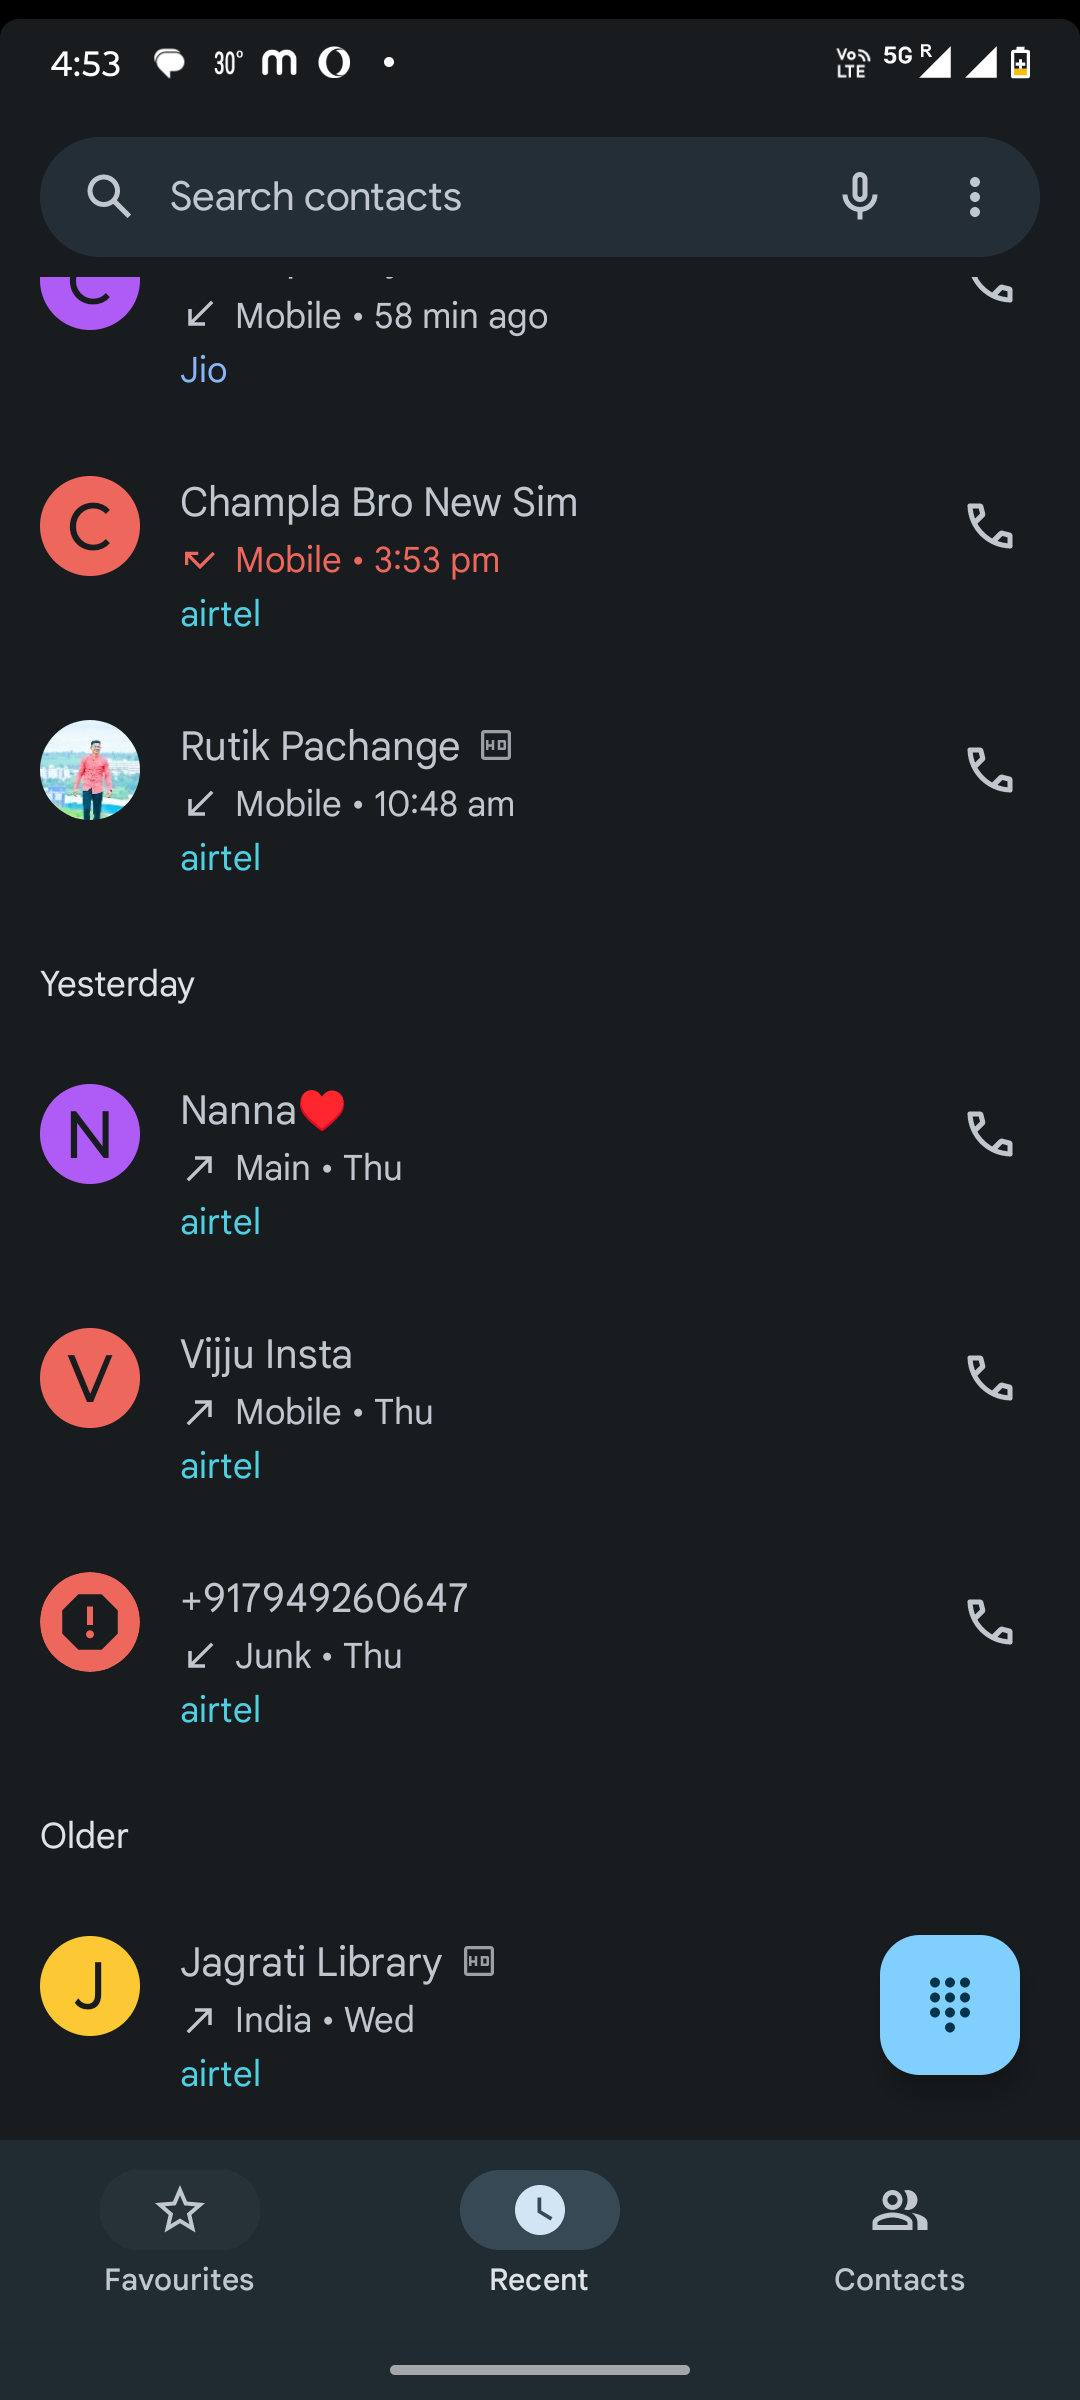 4:53 30° m VoLTE 5G R
Search contacts
Mobile • 58 min ago
Jio
C
Champla Bro New Sim
Mobile • 3:53 pm
airtel
Rutik Pachange HD
Mobile • 10:48 am
airtel
Yesterday
N
Nanna❤️
Main • Thu
airtel
V
Vijju Insta
Mobile • Thu
airtel
+917949260647
Junk • Thu
airtel
Older
J
Jagrati Library HD
India • Wed
airtel
Favourites Recent Contacts